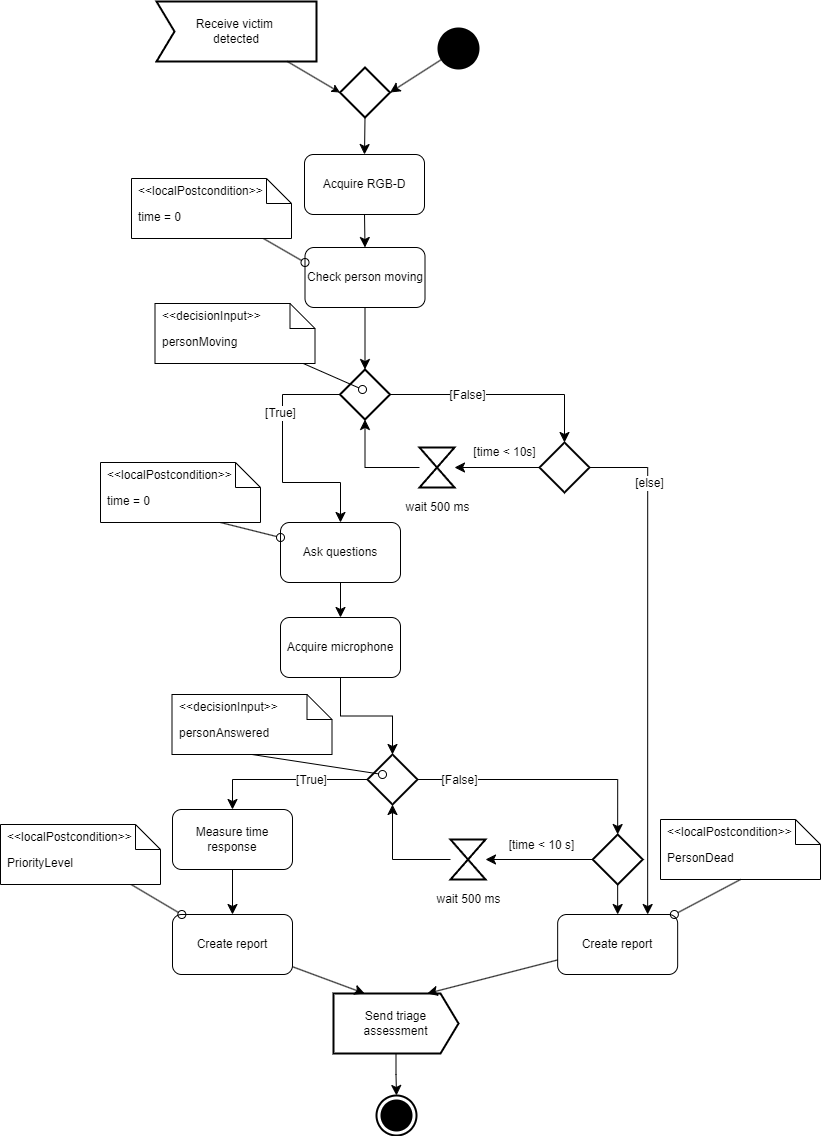 Receive victim
detected
Acquire RGB-D
<<localPostcondition>>
time = 0
Check person moving
<<decisionInput>>
personMoving
[True]
[False]
[time < 10s]
[else]
wait 500 ms
<<localPostcondition>>
time = 0
Ask questions
Acquire microphone
<<decisionInput>>
personAnswered
[True]
[False]
Measure time
response
[time < 10 s]
wait 500 ms
<<localPostcondition>>
PriorityLevel
<<localPostcondition>>
PersonDead
Create report
Create report
Send triage
assessment